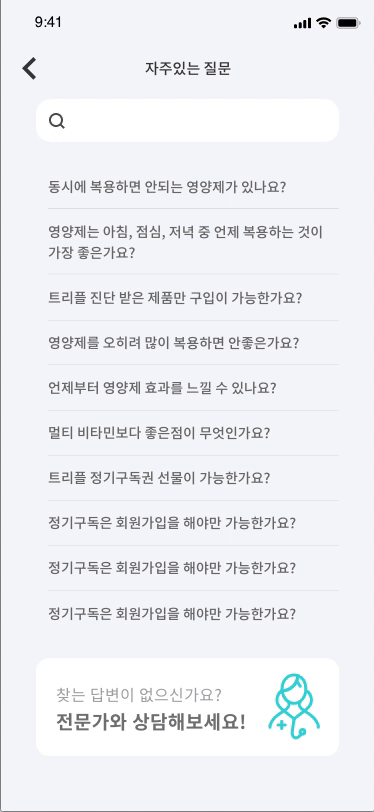 9:41
자주있는 질문
동시에 복용하면 안되는 영양제가 있나요?
영양제는 아침, 점심, 저녁 중 언제 복용하는 것이
가장 좋은가요?
트리플 진단 받은 제품만 구입이 가능한가요?
영양제를 오히려 많이 복용하면 안좋은가요?
언제부터 영양제 효과를 느낄 수 있나요?
멀티 비타민보다 좋은점이 무엇인가요?
트리플 정기구독권 선물이 가능한가요?
정기구독은 회원가입을 해야만 가능한가요?
정기구독은 회원가입을 해야만 가능한가요?
정기구독은 회원가입을 해야만 가능한가요?
찾는 답변이 없으신가요?
전문가와 상담해보세요!